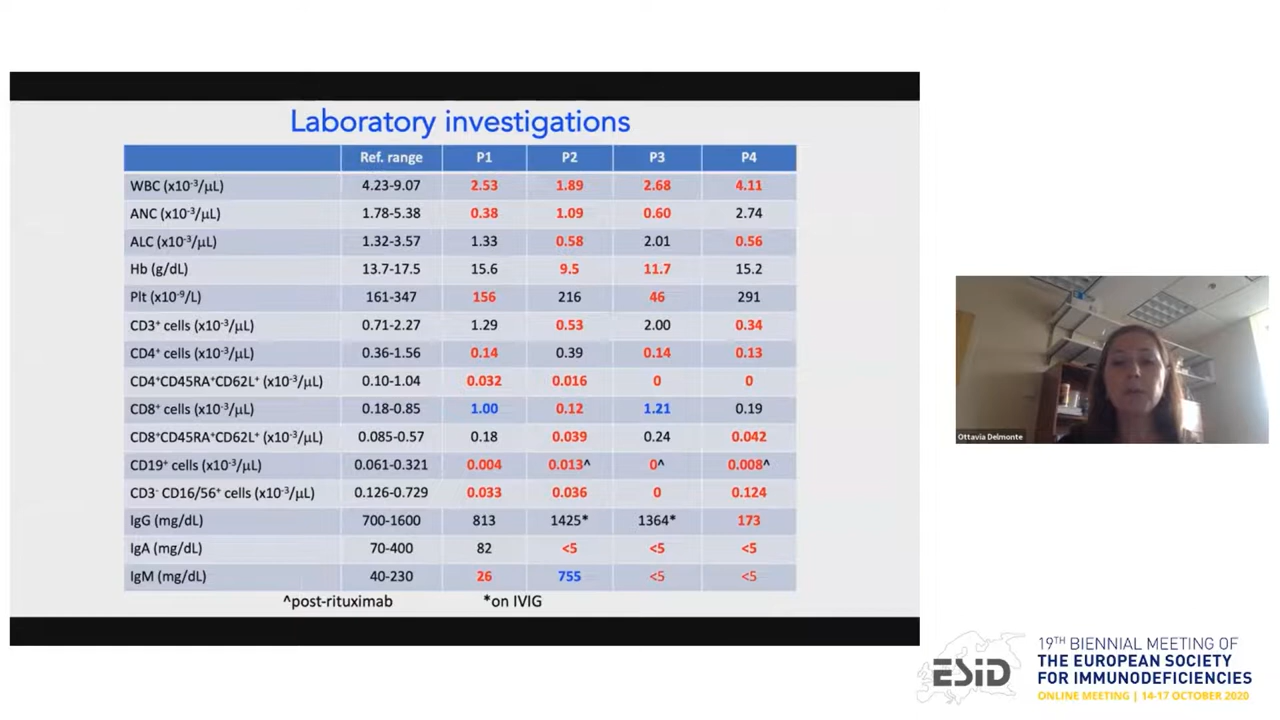 Laboratory investigations
Ref. range P1 P2 P3 P4
WBC (x10⁻³/µL) 4.23-9.07 2.53 1.89 2.68 4.11
ANC (x10⁻³/µL) 1.78-5.38 0.38 1.09 0.60 2.74
ALC (x10⁻³/µL) 1.32-3.57 1.33 0.58 2.01 0.56
Hb (g/dL) 13.7-17.5 15.6 9.5 11.7 15.2
Plt (x10⁻⁹/L) 161-347 156 216 46 291
CD3⁺ cells (x10⁻³/µL) 0.71-2.27 1.29 0.53 2.00 0.34
CD4⁺ cells (x10⁻³/µL) 0.36-1.56 0.14 0.39 0.14 0.13
CD4⁺CD45RA⁺CD62L⁺ (x10⁻³/µL) 0.10-1.04 0.032 0.016 0 0
CD8⁺ cells (x10⁻³/µL) 0.18-0.85 1.00 0.12 1.21 0.19
CD8⁺CD45RA⁺CD62L⁺ (x10⁻³/µL) 0.085-0.57 0.18 0.039 0.24 0.042
CD19⁺ cells (x10⁻³/µL) 0.061-0.321 0.004 0.013^ 0^ 0.008^
CD3⁻ CD16/56⁺ cells (x10⁻³/µL) 0.126-0.729 0.033 0.036 0 0.124
IgG (mg/dL) 700-1600 813 1425* 1364* 173
IgA (mg/dL) 70-400 82 <5 <5 <5
IgM (mg/dL) 40-230 26 755 <5 <5
^post-rituximab *on IVIG
Ottavia Delmonte
ESID
19TH BIENNIAL MEETING OF
THE EUROPEAN SOCIETY
FOR IMMUNODEFICIENCIES
ONLINE MEETING | 14-17 OCTOBER 2020